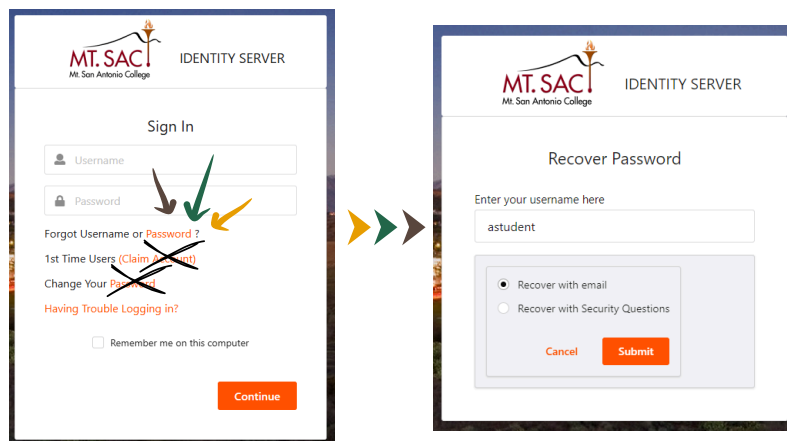 MT. SAC
Mt. San Antonio College
IDENTITY SERVER
Sign In
Username
Password
Forgot Username or Password ?
1st Time Users (Claim Account)
Change Your Password
Having Trouble Logging in?
Remember me on this computer
Continue
MT. SAC
Mt. San Antonio College
IDENTITY SERVER
Recover Password
Enter your username here
astudent
Recover with email
Recover with Security Questions
Cancel Submit